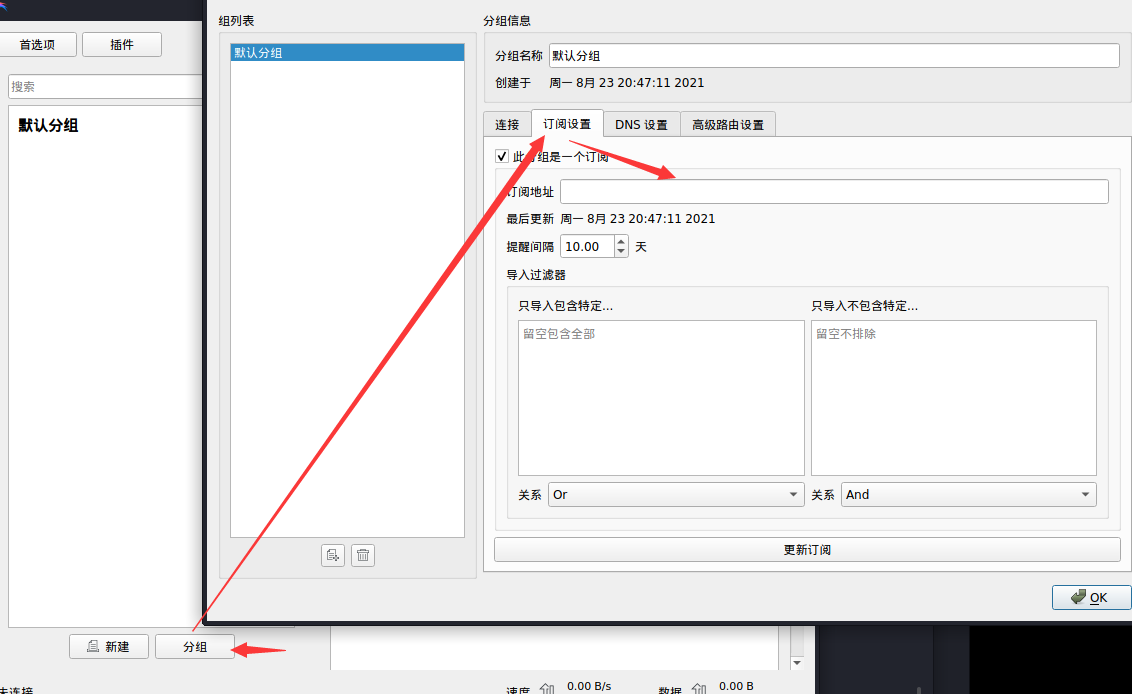 首选项
插件
搜索
默认分组
新建
分组
组列表
默认分组
分组信息
分组名称 默认分组
创建于 周一 8月 23 20:47:11 2021
连接 订阅设置 DNS 设置 高级路由设置
此分组是一个订阅
订阅地址
最后更新 周一 8月 23 20:47:11 2021
提醒间隔 10.00 天
导入过滤器
只导入包含特定... 只导入不包含特定...
留空包含全部 留空不排除
关系 Or 关系 And
更新订阅
OK
未连接 速度 0.00 B/s 数据 0.00 B